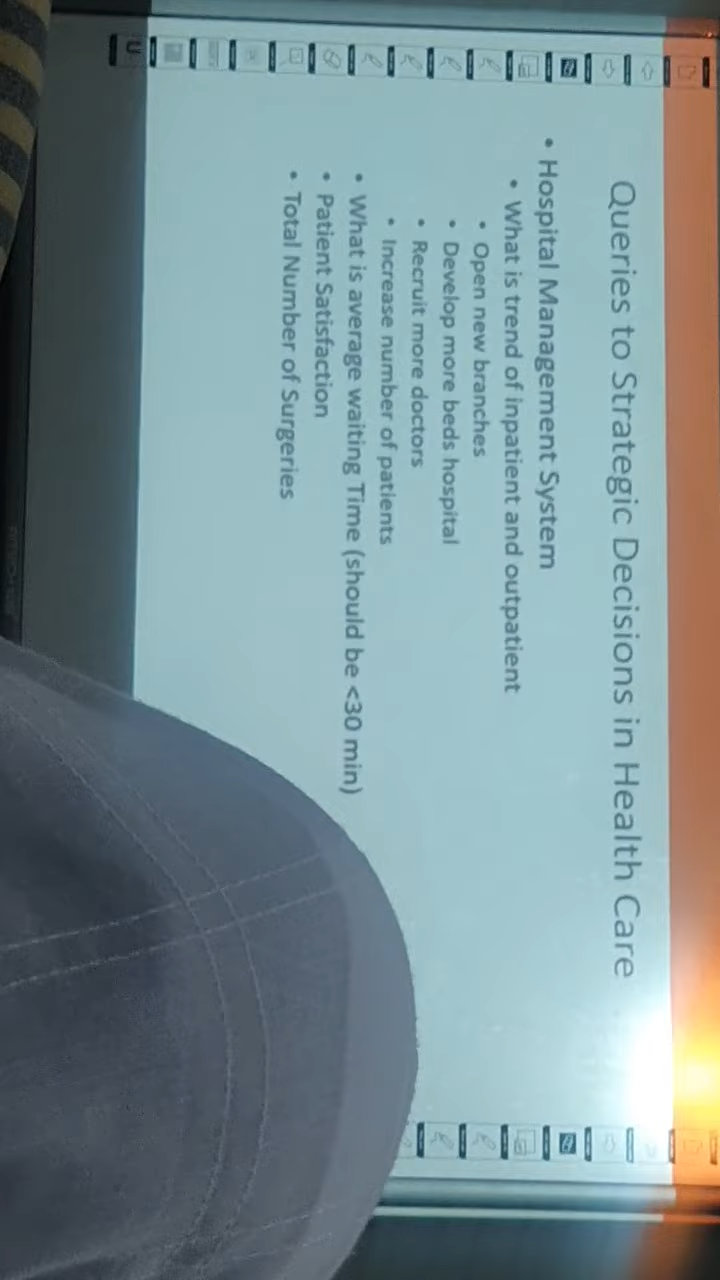 Queries to Strategic Decisions in Health Care
• Hospital Management System
• What is trend of inpatient and outpatient
• Open new branches
• Develop more beds hospital
• Recruit more doctors
• Increase number of patients
• What is average waiting Time (should be <30 min)
• Patient Satisfaction
• Total Number of Surgeries